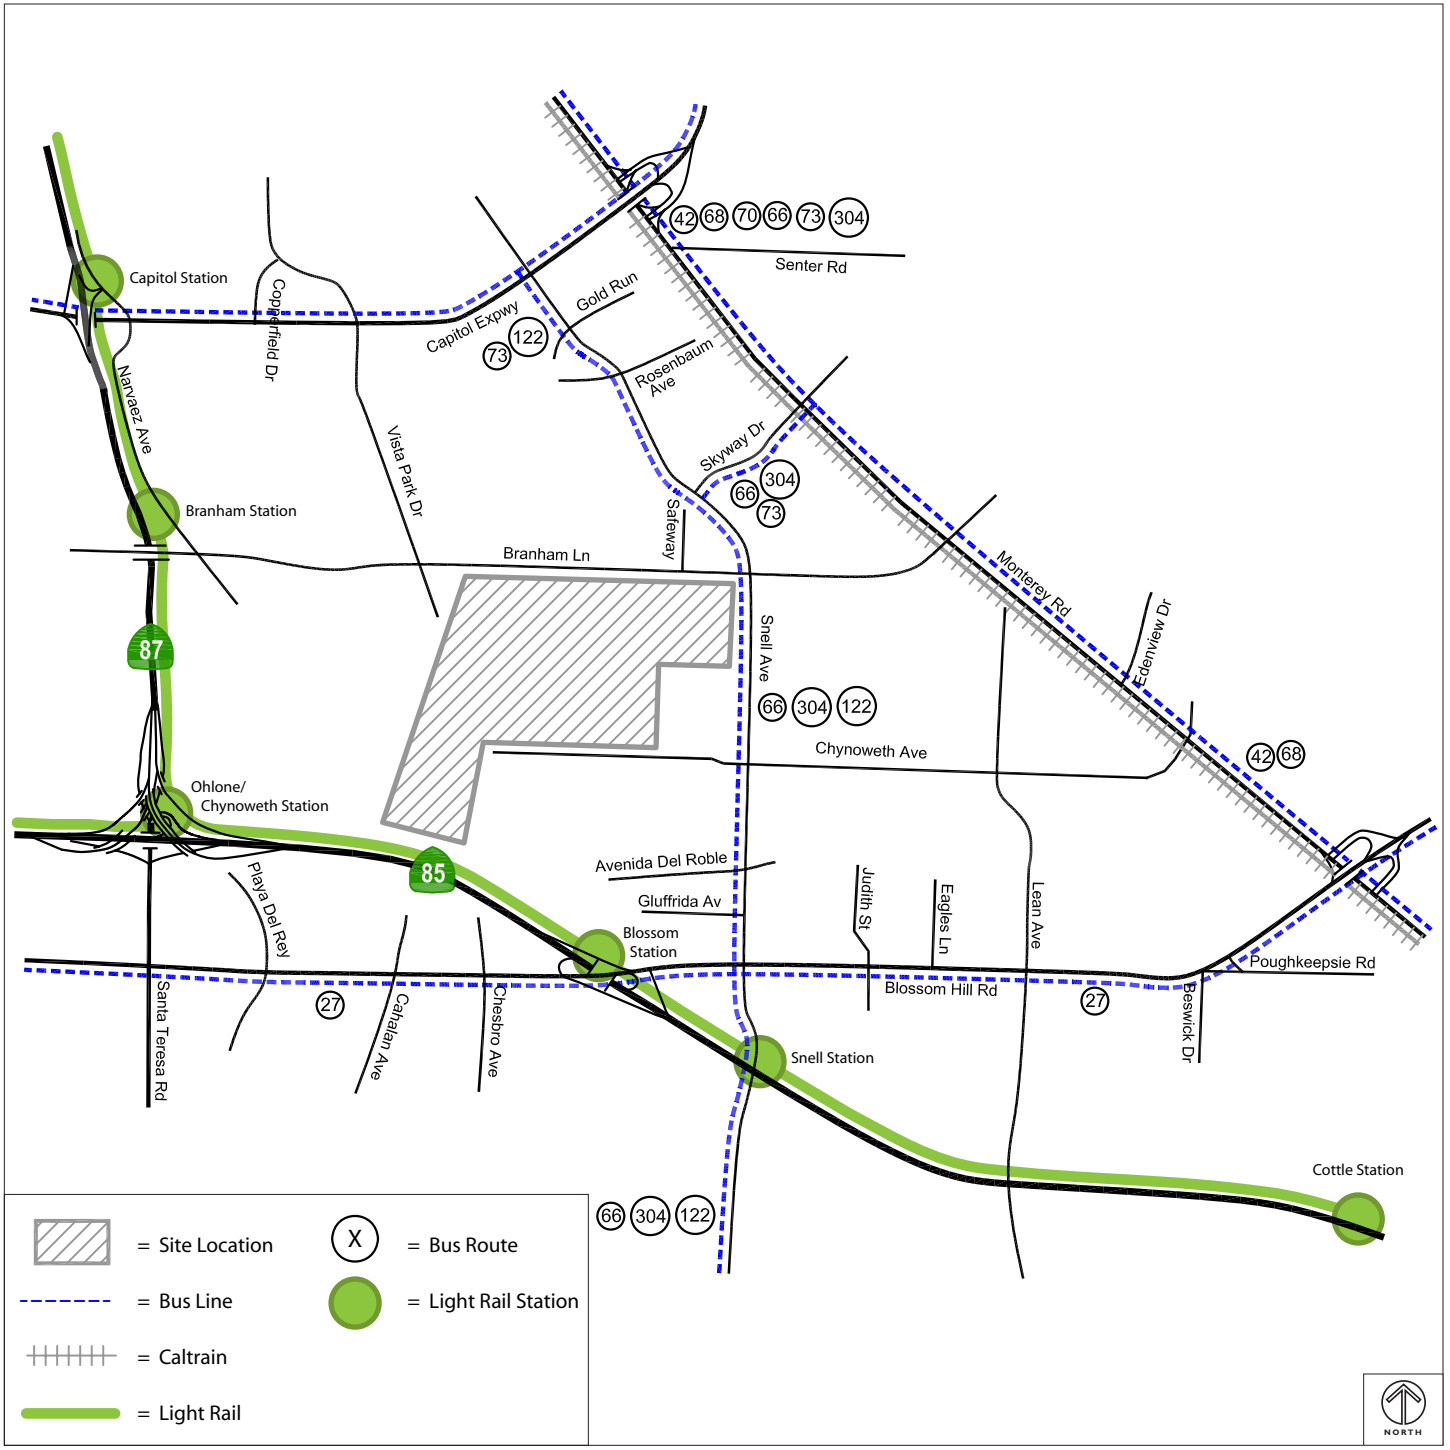 42 68 70 66 73 304
Senter Rd
Capitol Station
Copperfield Dr
Gold Run
Capitol Expwy
122
73
Rosenbaum
Ave
Narvaez Ave
Vista Park Dr
Skyway Dr
304
66
73
Branham Station
Safeway
Branham Ln
Monterey Rd
Edenview Dr
87
Snell Ave
66 304 122
Chynoweth Ave
42 68
Ohlone/
Chynoweth Station
85
Avenida Del Roble
Gluffrida Av
Judith St
Eagles Ln
Lean Ave
Playa Del Rey
Blossom
Station
Poughkeepsie Rd
Blossom Hill Rd
27
27
Santa Teresa Rd
Cahalan Ave
Chesbro Ave
Beswick Dr
Snell Station
Cottle Station
66 304 122
= Site Location
X = Bus Route
= Bus Line
= Light Rail Station
= Caltrain
= Light Rail
NORTH